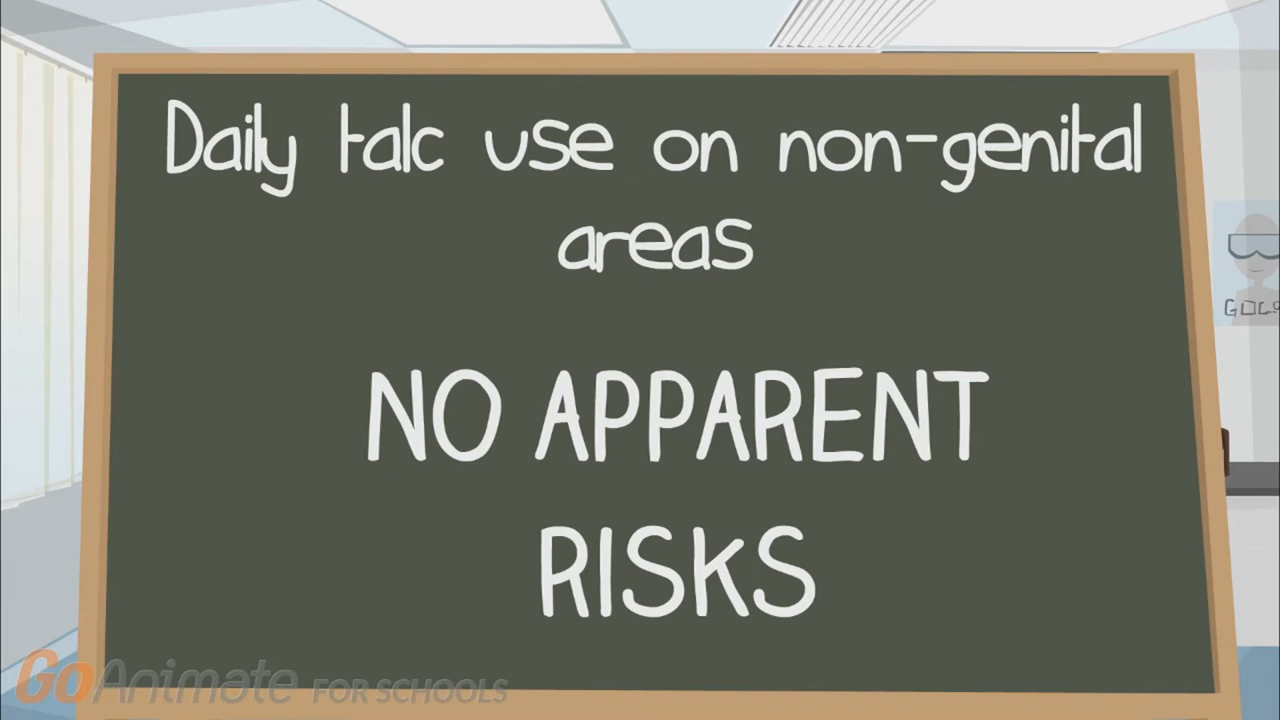 Daily talc use on non-genital
areas
NO APPARENT
RISKS
GoAnimate FOR SCHOOLS